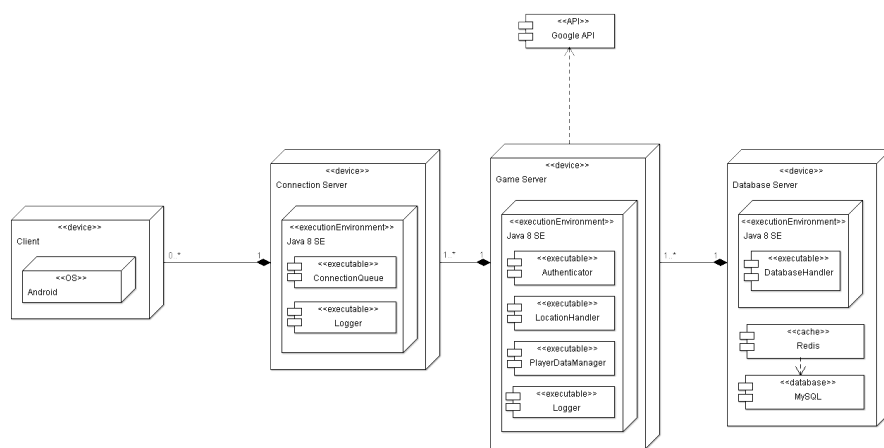 <<API>>
Google API
<<device>>
Client
<<OS>>
Android
0..*
1
<<device>>
Connection Server
<<executionEnvironment>>
Java 8 SE
<<executable>>
ConnectionQueue
<<executable>>
Logger
1..*
1
<<device>>
Game Server
<<executionEnvironment>>
Java 8 SE
<<executable>>
Authenticator
<<executable>>
LocationHandler
<<executable>>
PlayerDataManager
<<executable>>
Logger
1..*
1
<<device>>
Database Server
<<executionEnvironment>>
Java 8 SE
<<executable>>
DatabaseHandler
<<cache>>
Redis
<<database>>
MySQL